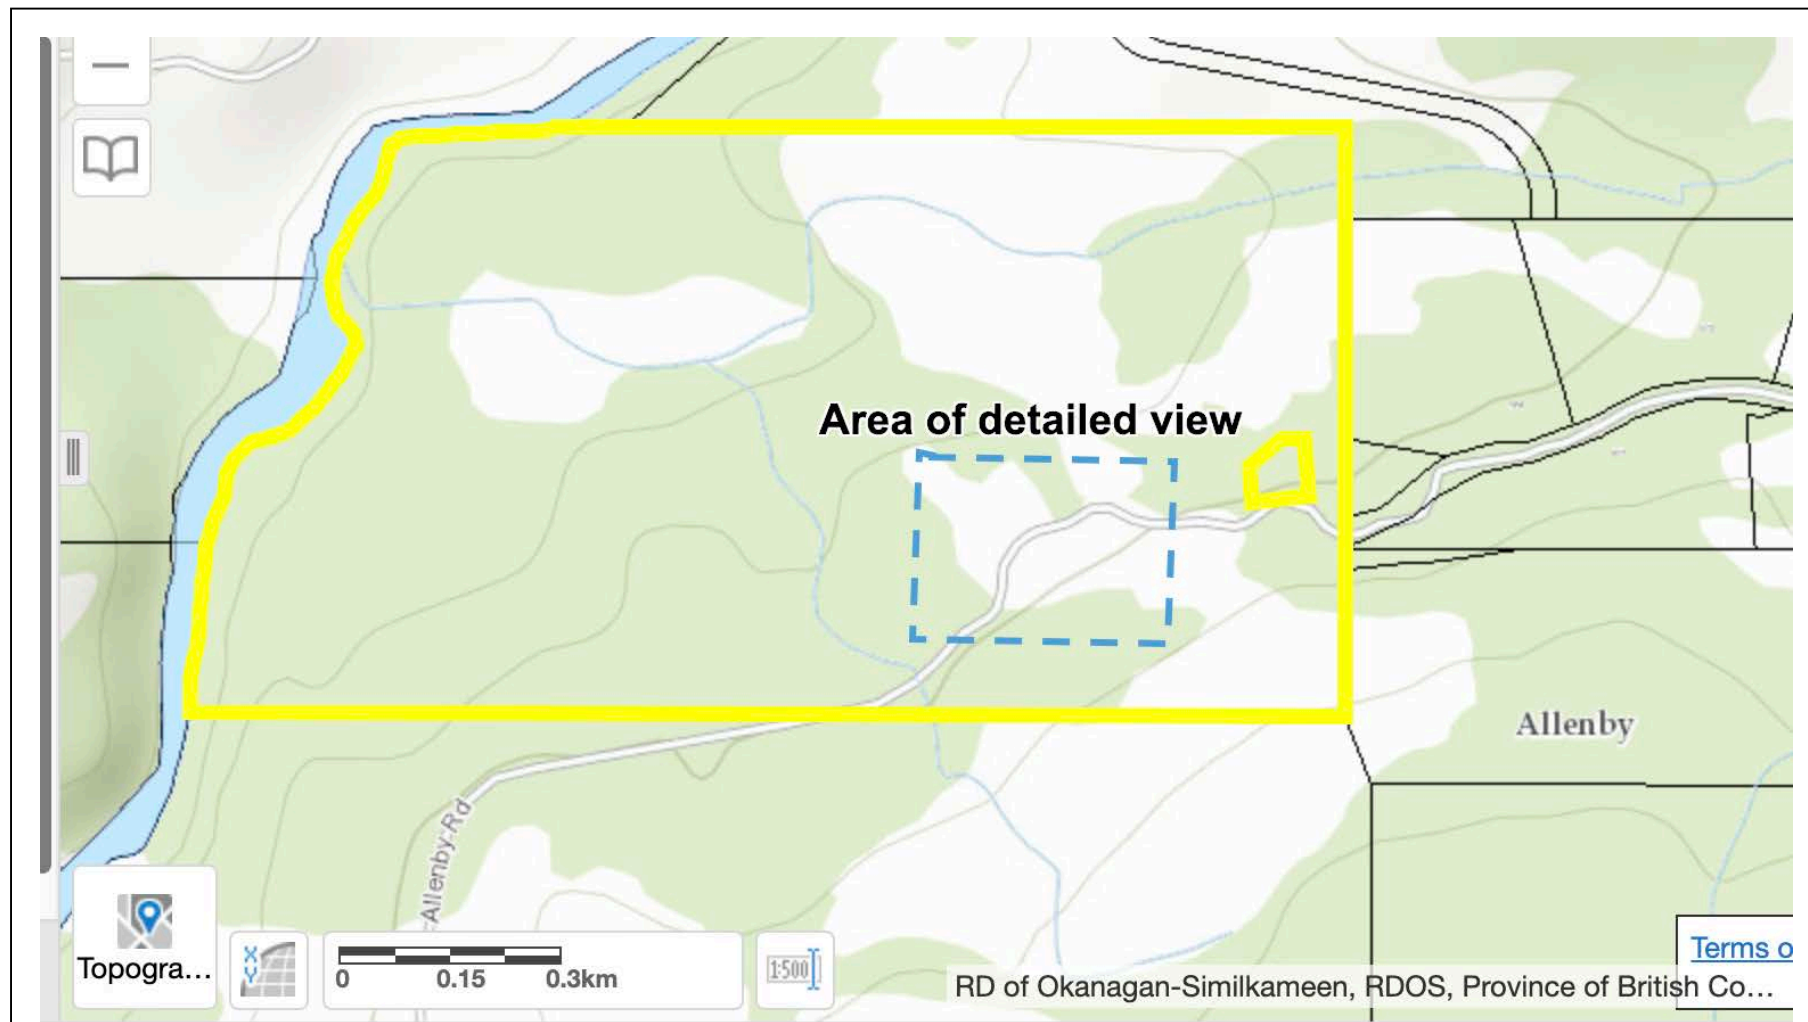 Area of detailed view
Allenby
Allenby Rd
Topogra...
X
Y
0 0.15 0.3km
1:500
RD of Okanagan-Similkameen, RDOS, Province of British Co...
Terms o